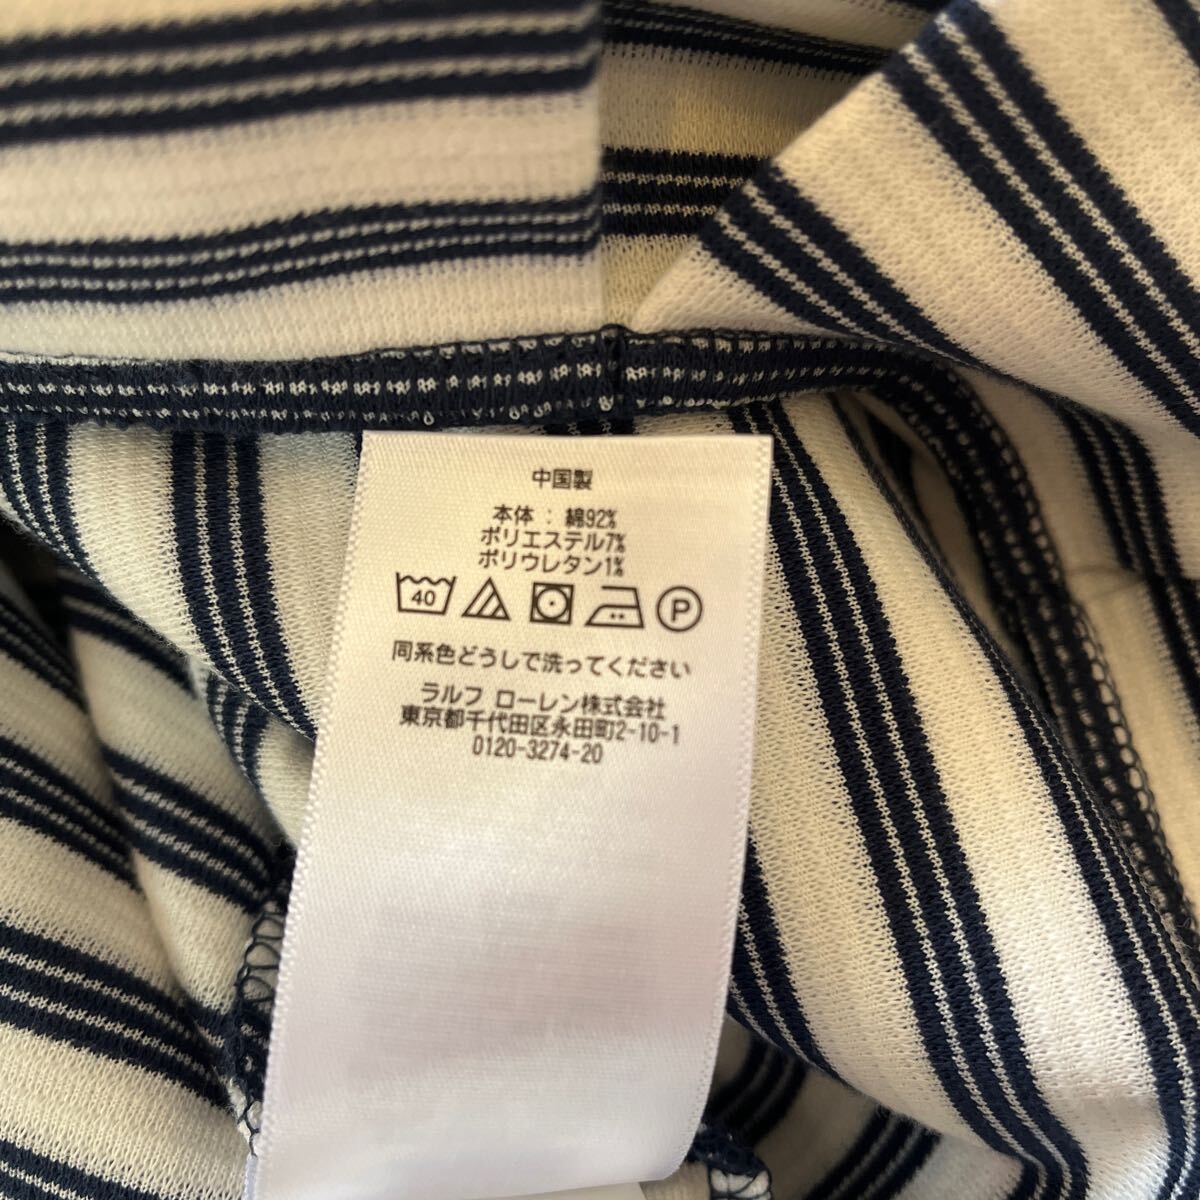 中国製
本体 : 綿92%
ポリエステル7%
ポリウレタン1%
40 P
同系色どうしで洗ってください
ラルフ ローレン株式会社
東京都千代田区永田町2-10-1
0120-3274-20